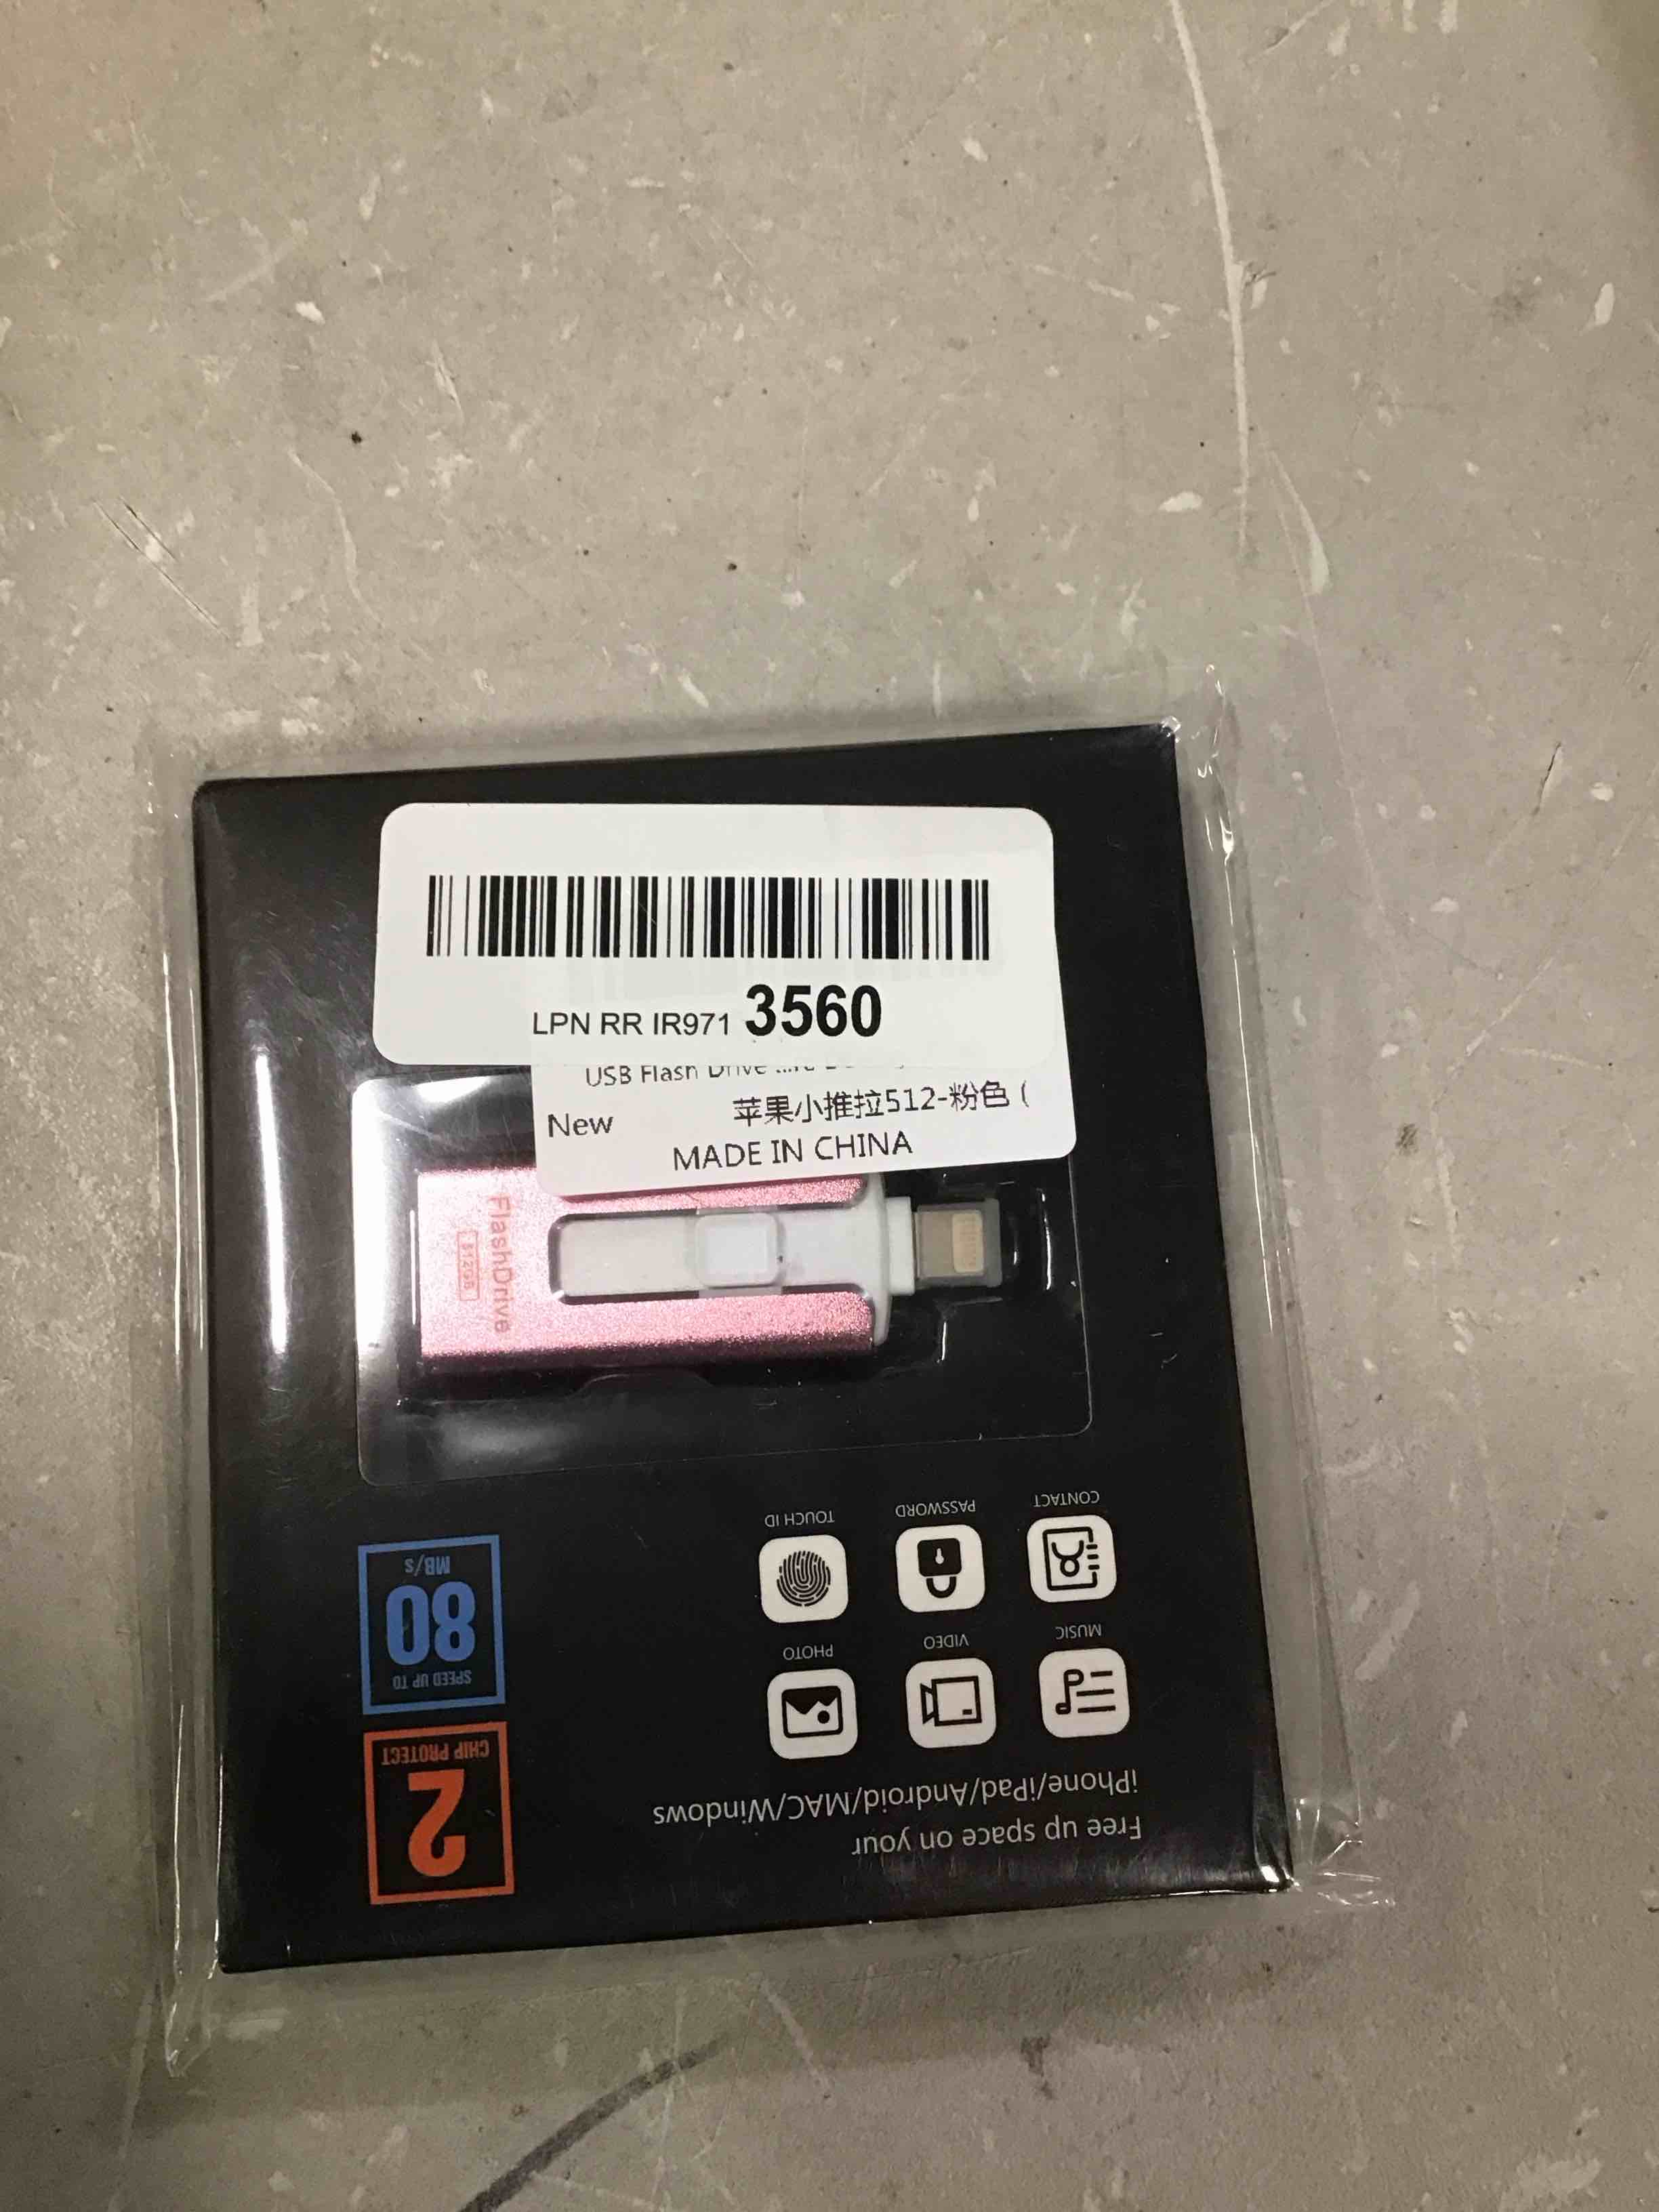 LPN RR IR971 3560
USB Flash Drive
New 苹果小推拉512-粉色 (
MADE IN CHINA
FlashDrive
512GB
Free up space on your
iPhone/iPad/Android/MAC/Windows
MUSIC VIDEO PHOTO
CONTACT PASSWORD TOUCH ID
2
CHIP PROTECT
SPEED UP TO
80
MB/S